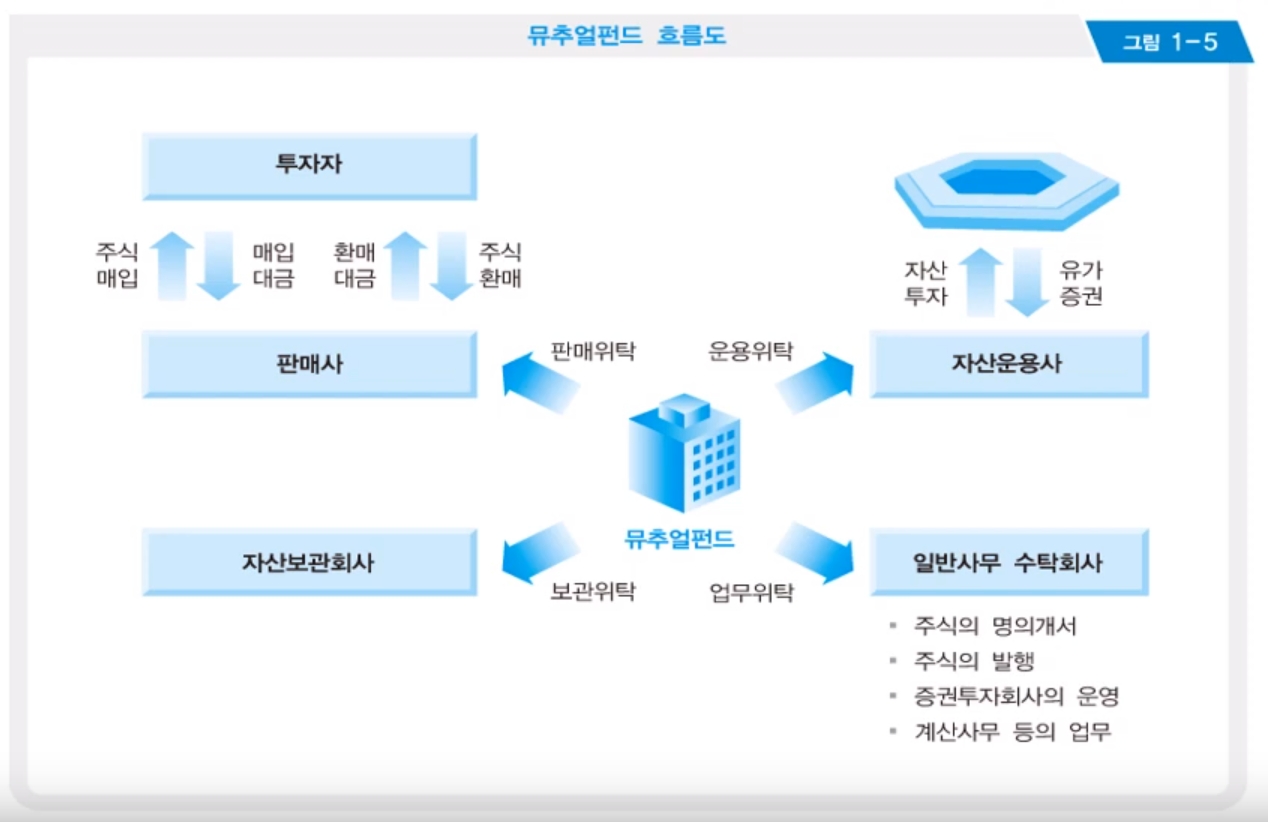 뮤추얼펀드 흐름도
그림 1-5
투자자
주식
매입
매입
대금
환매
대금
주식
환매
자산
투자
유가
증권
판매사
판매위탁
운용위탁
자산운용사
뮤추얼펀드
자산보관회사
보관위탁
업무위탁
일반사무 수탁회사
▪ 주식의 명의개서
▪ 주식의 발행
▪ 증권투자회사의 운영
▪ 계산사무 등의 업무